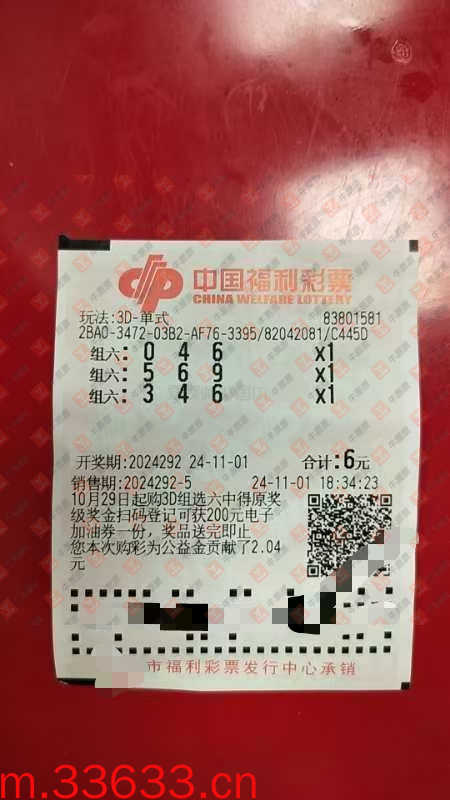 中国福利彩票
CHINA WELFARE LOTTERY
玩法:3D-单式 83801581
2BA0-3472-03B2-AF76-3395/82042081/C445D
组六: 0 4 6 x1
组六: 5 6 9 x1
组六: 3 4 6 x1
开奖期:2024292 24-11-01 合计:6元
销售期:2024292-5 24-11-01 18:34:23
10月29日起购3D组选六中得原奖
级奖金扫码登记可获200元电子
加油券一份，奖品送完即止
您本次购彩为公益金贡献了2.04
元
市福利彩票发行中心承销
m.33633.cn